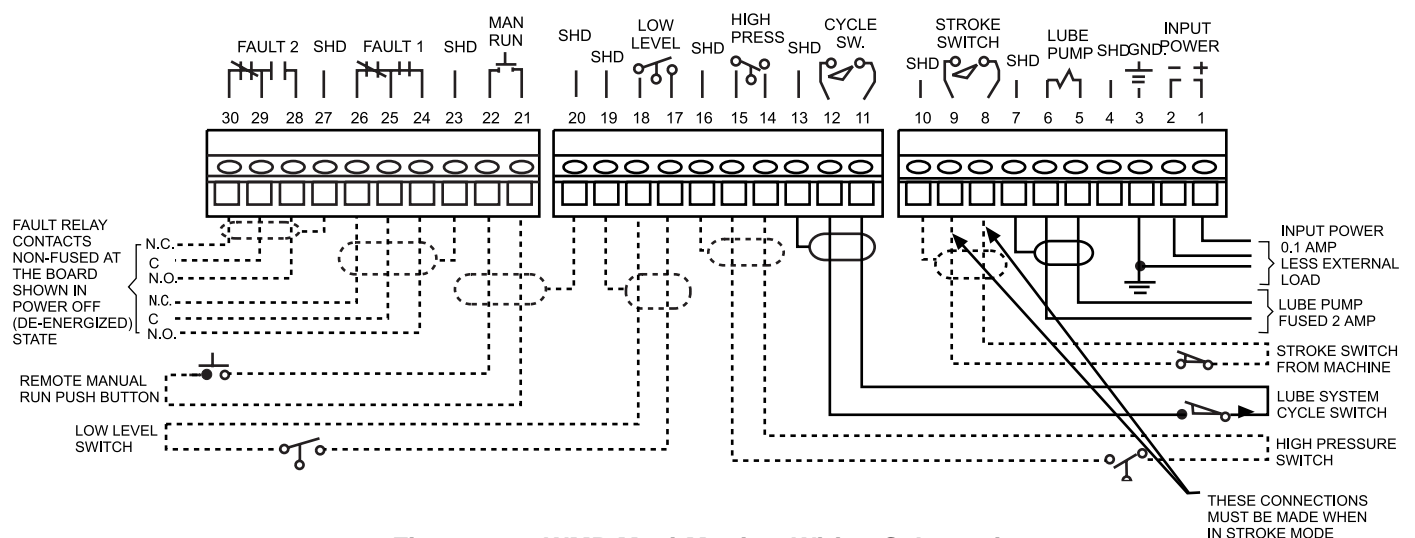 FAULT 2 SHD FAULT 1 SHD MAN RUN
SHD SHD LOW LEVEL SHD HIGH PRESS SHD CYCLE SW.
SHD STROKE SWITCH SHD LUBE PUMP SHD GND. INPUT POWER
- +
30 29 28 27 26 25 24 23 22 21
20 19 18 17 16 15 14 13 12 11
10 9 8 7 6 5 4 3 2 1
FAULT RELAY
CONTACTS
NON-FUSED AT
THE BOARD
SHOWN IN
POWER OFF
(DE-ENERGIZED)
STATE
N.C.
C
N.O.
N.C.
C
N.O.
REMOTE MANUAL
RUN PUSH BUTTON
LOW LEVEL
SWITCH
INPUT POWER
0.1 AMP
LESS EXTERNAL
LOAD
LUBE PUMP
FUSED 2 AMP
STROKE SWITCH
FROM MACHINE
LUBE SYSTEM
CYCLE SWITCH
HIGH PRESSURE
SWITCH
THESE CONNECTIONS
MUST BE MADE WHEN
IN STROKE MODE